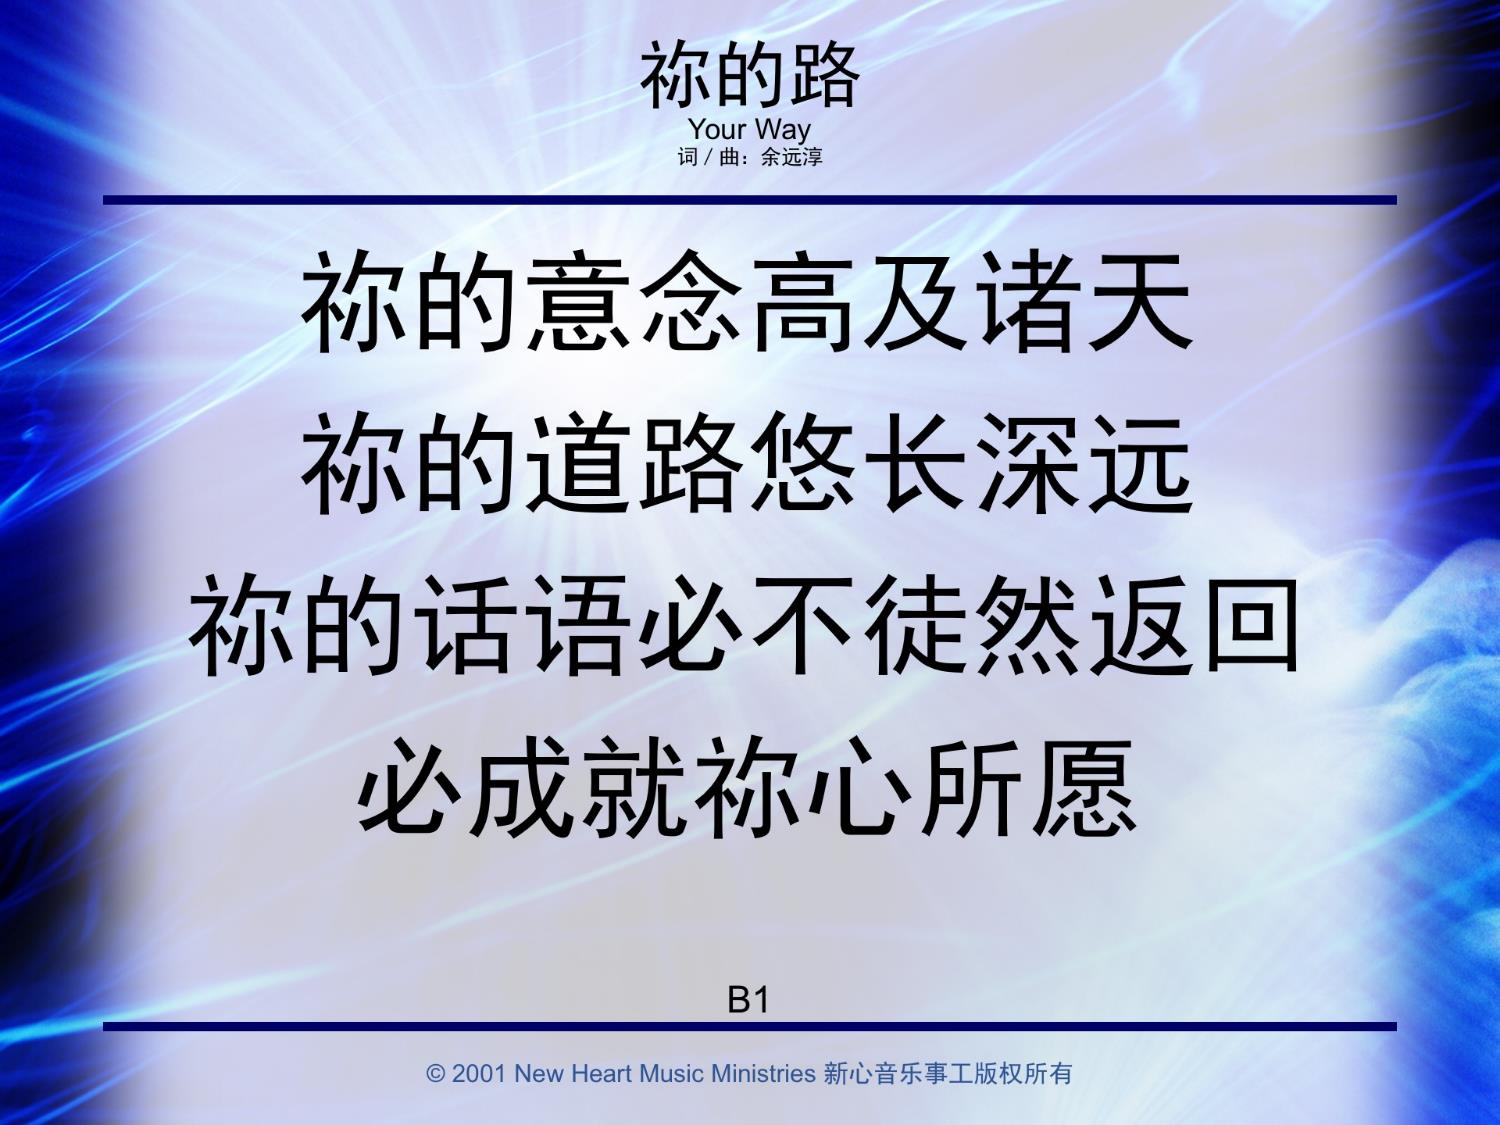 祢的路
Your Way
词 / 曲：余远淳
祢的意念高及诸天
祢的道路悠长深远
祢的话语必不徒然返回
必成就祢心所愿
B1
© 2001 New Heart Music Ministries 新心音乐事工版权所有